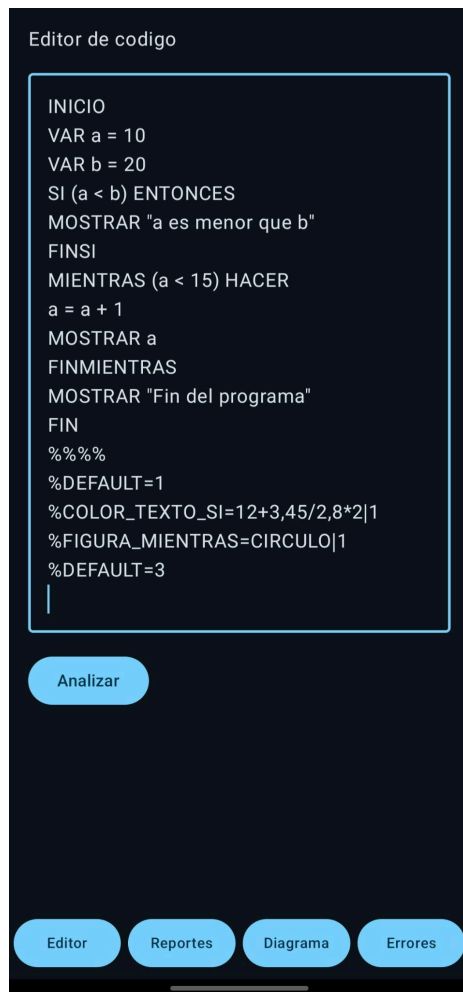 Editor de codigo
INICIO
VAR a = 10
VAR b = 20
SI (a < b) ENTONCES
MOSTRAR "a es menor que b"
FINSI
MIENTRAS (a < 15) HACER
a = a + 1
MOSTRAR a
FINMIENTRAS
MOSTRAR "Fin del programa"
FIN
%%%%
%DEFAULT=1
%COLOR_TEXTO_SI=12+3,45/2,8*2|1
%FIGURA_MIENTRAS=CIRCULO|1
%DEFAULT=3
Analizar
Editor
Reportes
Diagrama
Errores